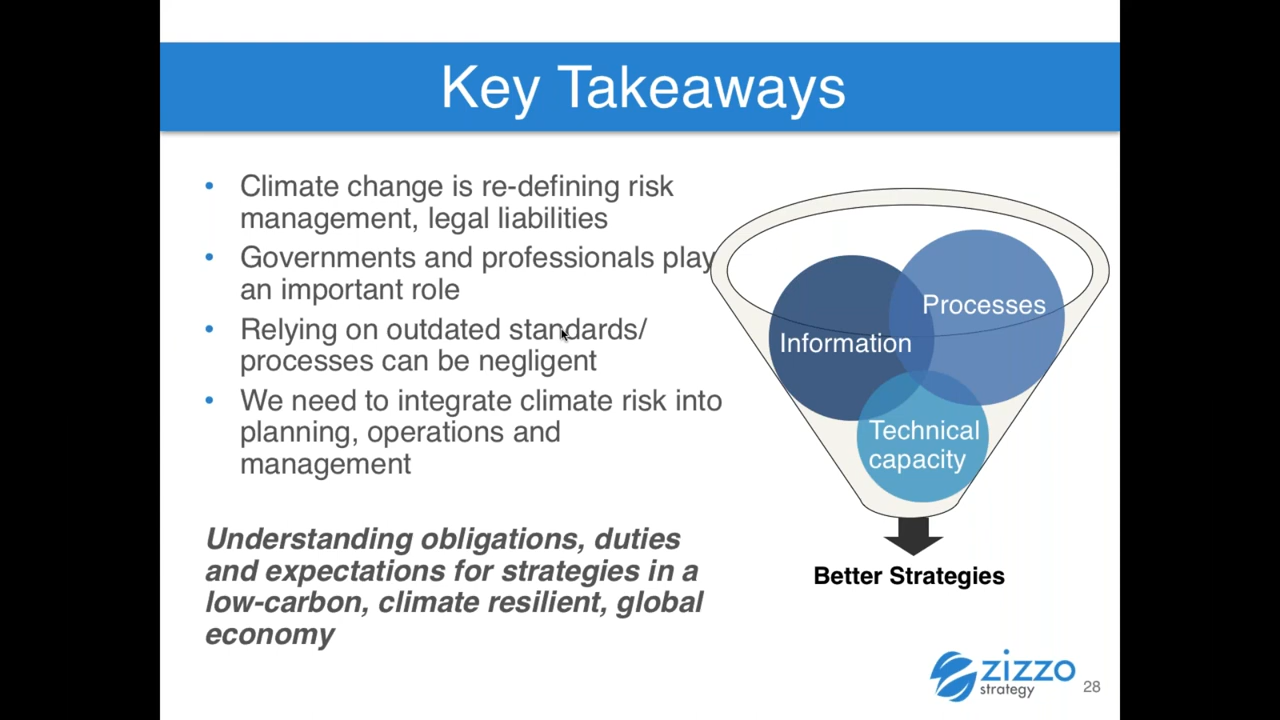 Key Takeaways
• Climate change is re-defining risk
management, legal liabilities
• Governments and professionals play
an important role
• Relying on outdated standards/
processes can be negligent
• We need to integrate climate risk into
planning, operations and
management
Understanding obligations, duties
and expectations for strategies in a
low-carbon, climate resilient, global
economy
Processes
Information
Technical
capacity
Better Strategies
zizzo
strategy
28